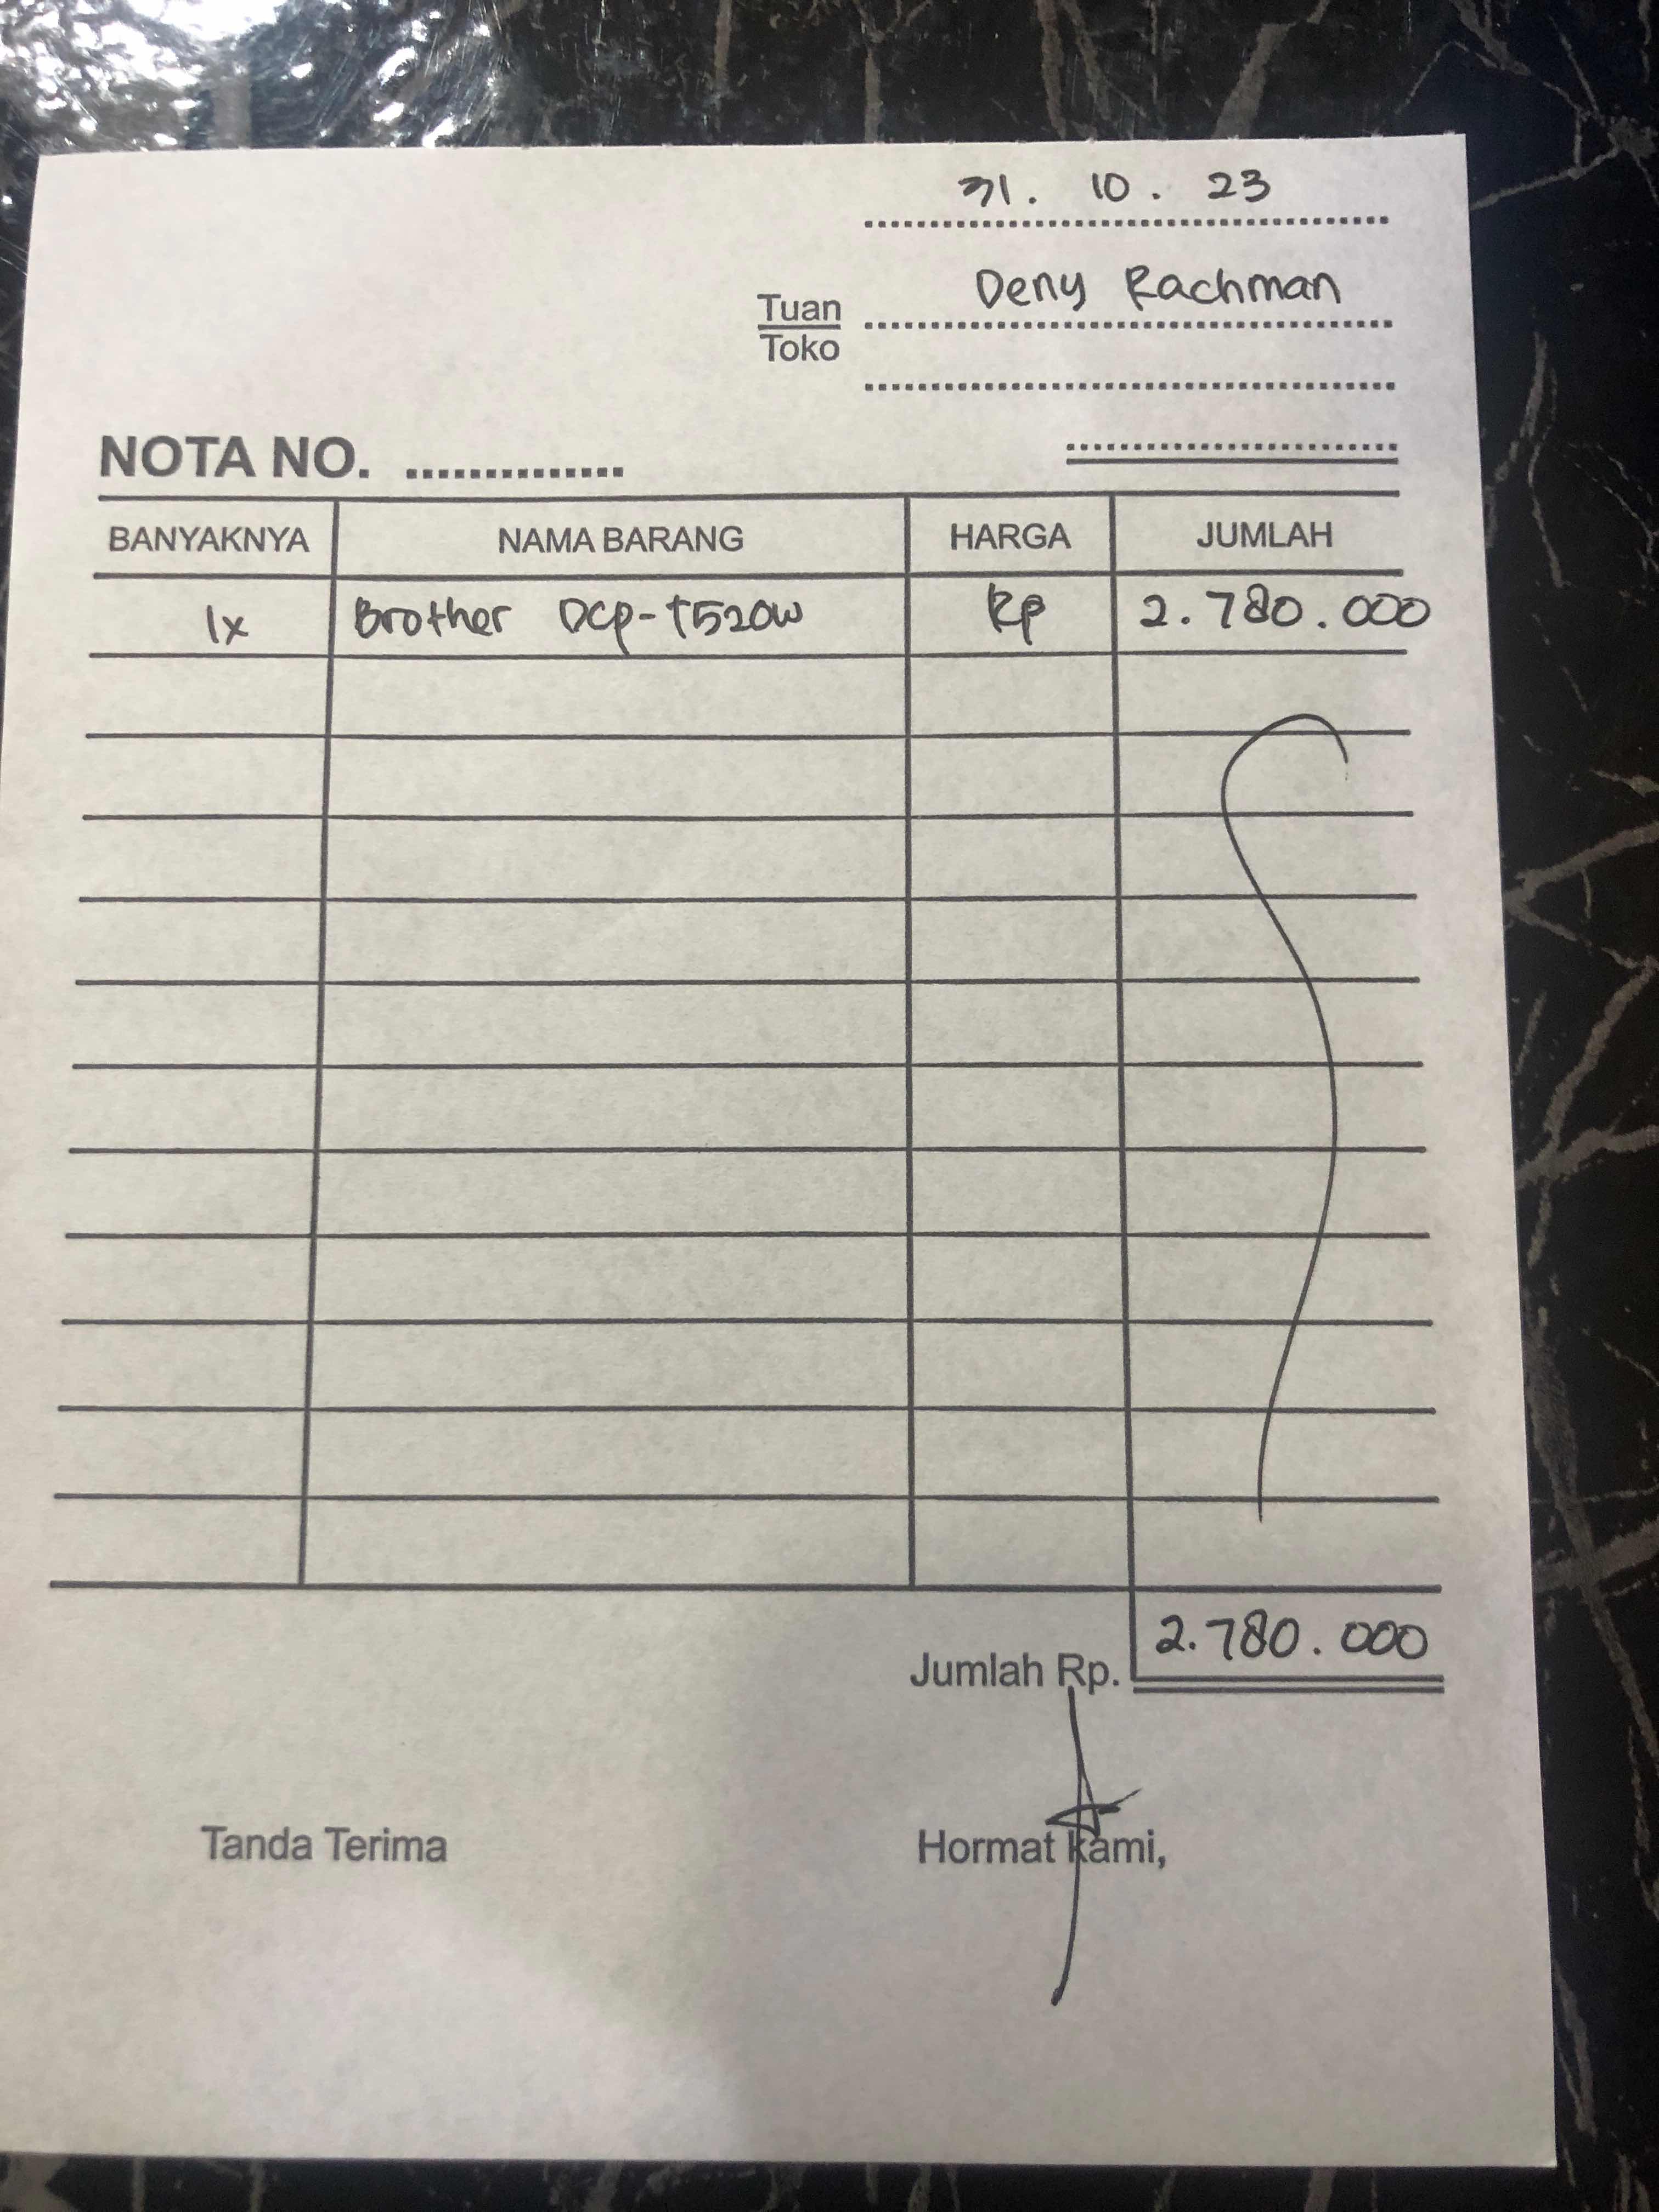 31. 10. 23
Tuan Deny Rachman
Toko
NOTA NO. ..............
BANYAKNYA NAMA BARANG HARGA JUMLAH
1x Brother DCP-T520W Rp 2.780.000
Jumlah Rp. 2.780.000
Tanda Terima Hormat kami,